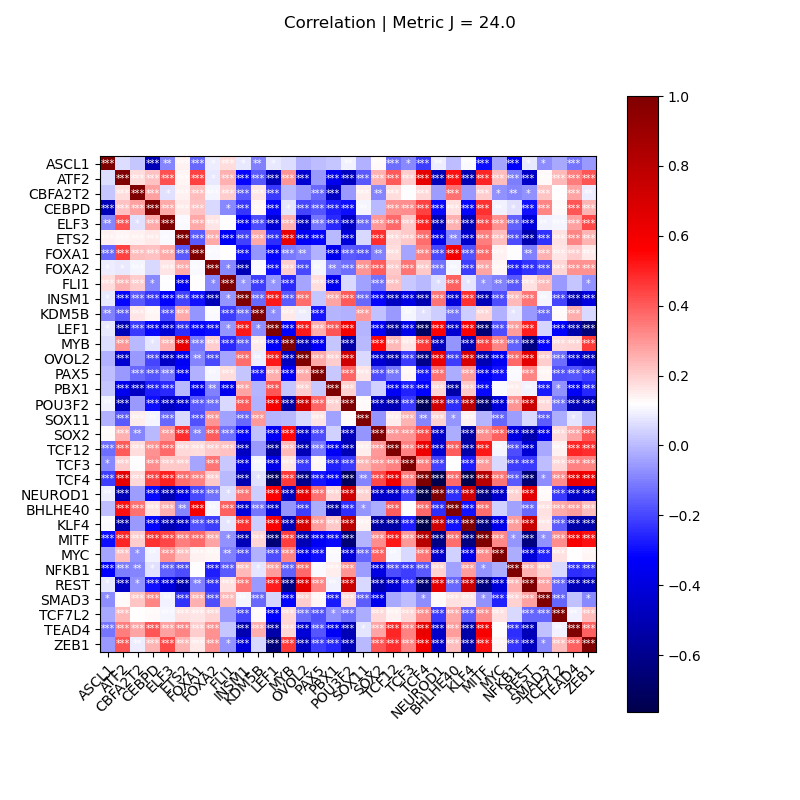 Correlation | Metric J = 24.0
ASCL1
ATF2
CBFA2T2
CEBPD
ELF3
ETS2
FOXA1
FOXA2
FLI1
INSM1
KDM5B
LEF1
MYB
OVOL2
PAX5
PBX1
POU3F2
SOX11
SOX2
TCF12
TCF3
TCF4
NEUROD1
BHLHE40
KLF4
MITF
MYC
NFKB1
REST
SMAD3
TCF7L2
TEAD4
ZEB1
ASCL1
ATF2
CBFA2T2
CEBPD
ELF3
ETS2
FOXA1
FOXA2
FLI1
INSM1
KDM5B
LEF1
MYB
OVOL2
PAX5
PBX1
POU3F2
SOX11
SOX2
TCF12
TCF3
TCF4
NEUROD1
BHLHE40
KLF4
MITF
MYC
NFKB1
REST
SMAD3
TCF7L2
TEAD4
ZEB1
1.0
0.8
0.6
0.4
0.2
0.0
−0.2
−0.4
−0.6